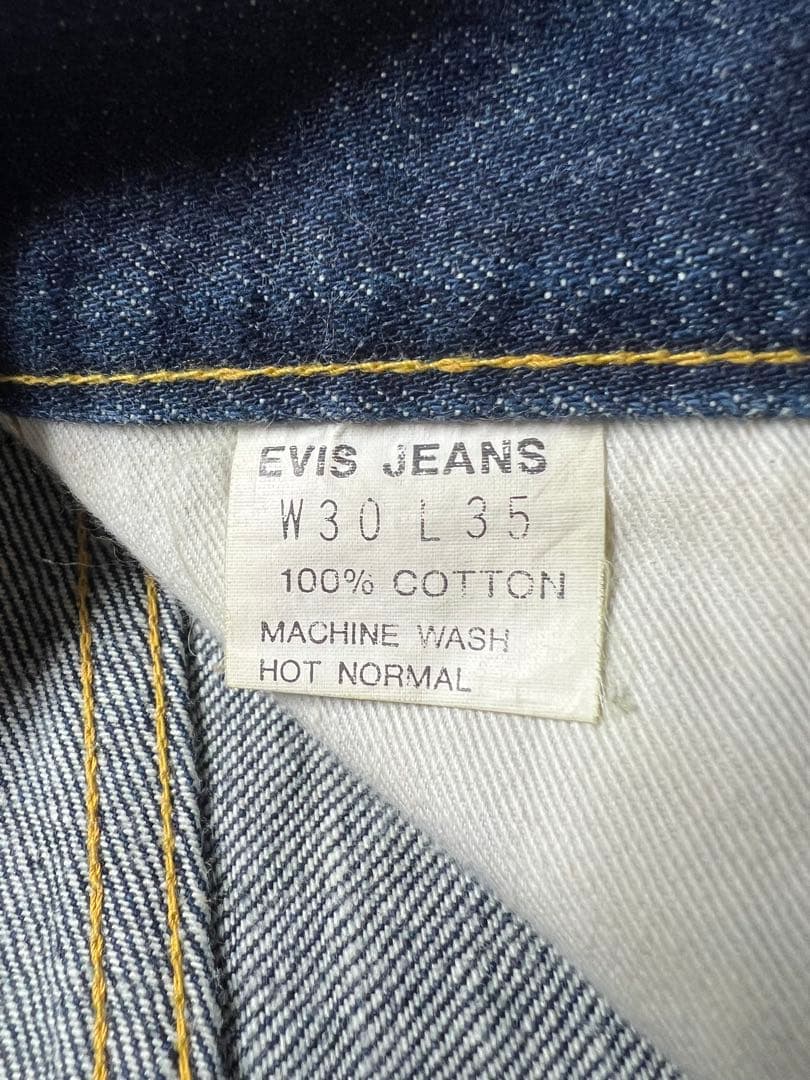 EVIS JEANS
W30 L35
100% COTTON
MACHINE WASH
HOT NORMAL